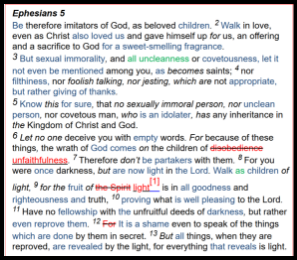 Ephesians 5
Be therefore imitators of God, as beloved children. 2 Walk in love,
even as Christ also loved us and gave himself up for us, an offering
and a sacrifice to God for a sweet-smelling fragrance.
3 But sexual immorality, and all uncleanness or covetousness, let it
not even be mentioned among you, as becomes saints; 4 nor
filthiness, nor foolish talking, nor jesting, which are not appropriate,
but rather giving of thanks.
5 Know this for sure, that no sexually immoral person, nor unclean
person, nor covetous man, who is an idolater, has any inheritance in
the Kingdom of Christ and God.
6 Let no one deceive you with empty words. For because of these
things, the wrath of God comes on the children of disobedience
unfaithfulness. 7 Therefore don't be partakers with them. 8 For you
were once darkness, but are now light in the Lord. Walk as children of
light, 9 for the fruit of the Spirit light[1] is in all goodness and
righteousness and truth, 10 proving what is well pleasing to the Lord.
11 Have no fellowship with the unfruitful deeds of darkness, but rather
even reprove them. 12 For It is a shame even to speak of the things
which are done by them in secret. 13 But all things, when they are
reproved, are revealed by the light, for everything that reveals is light.